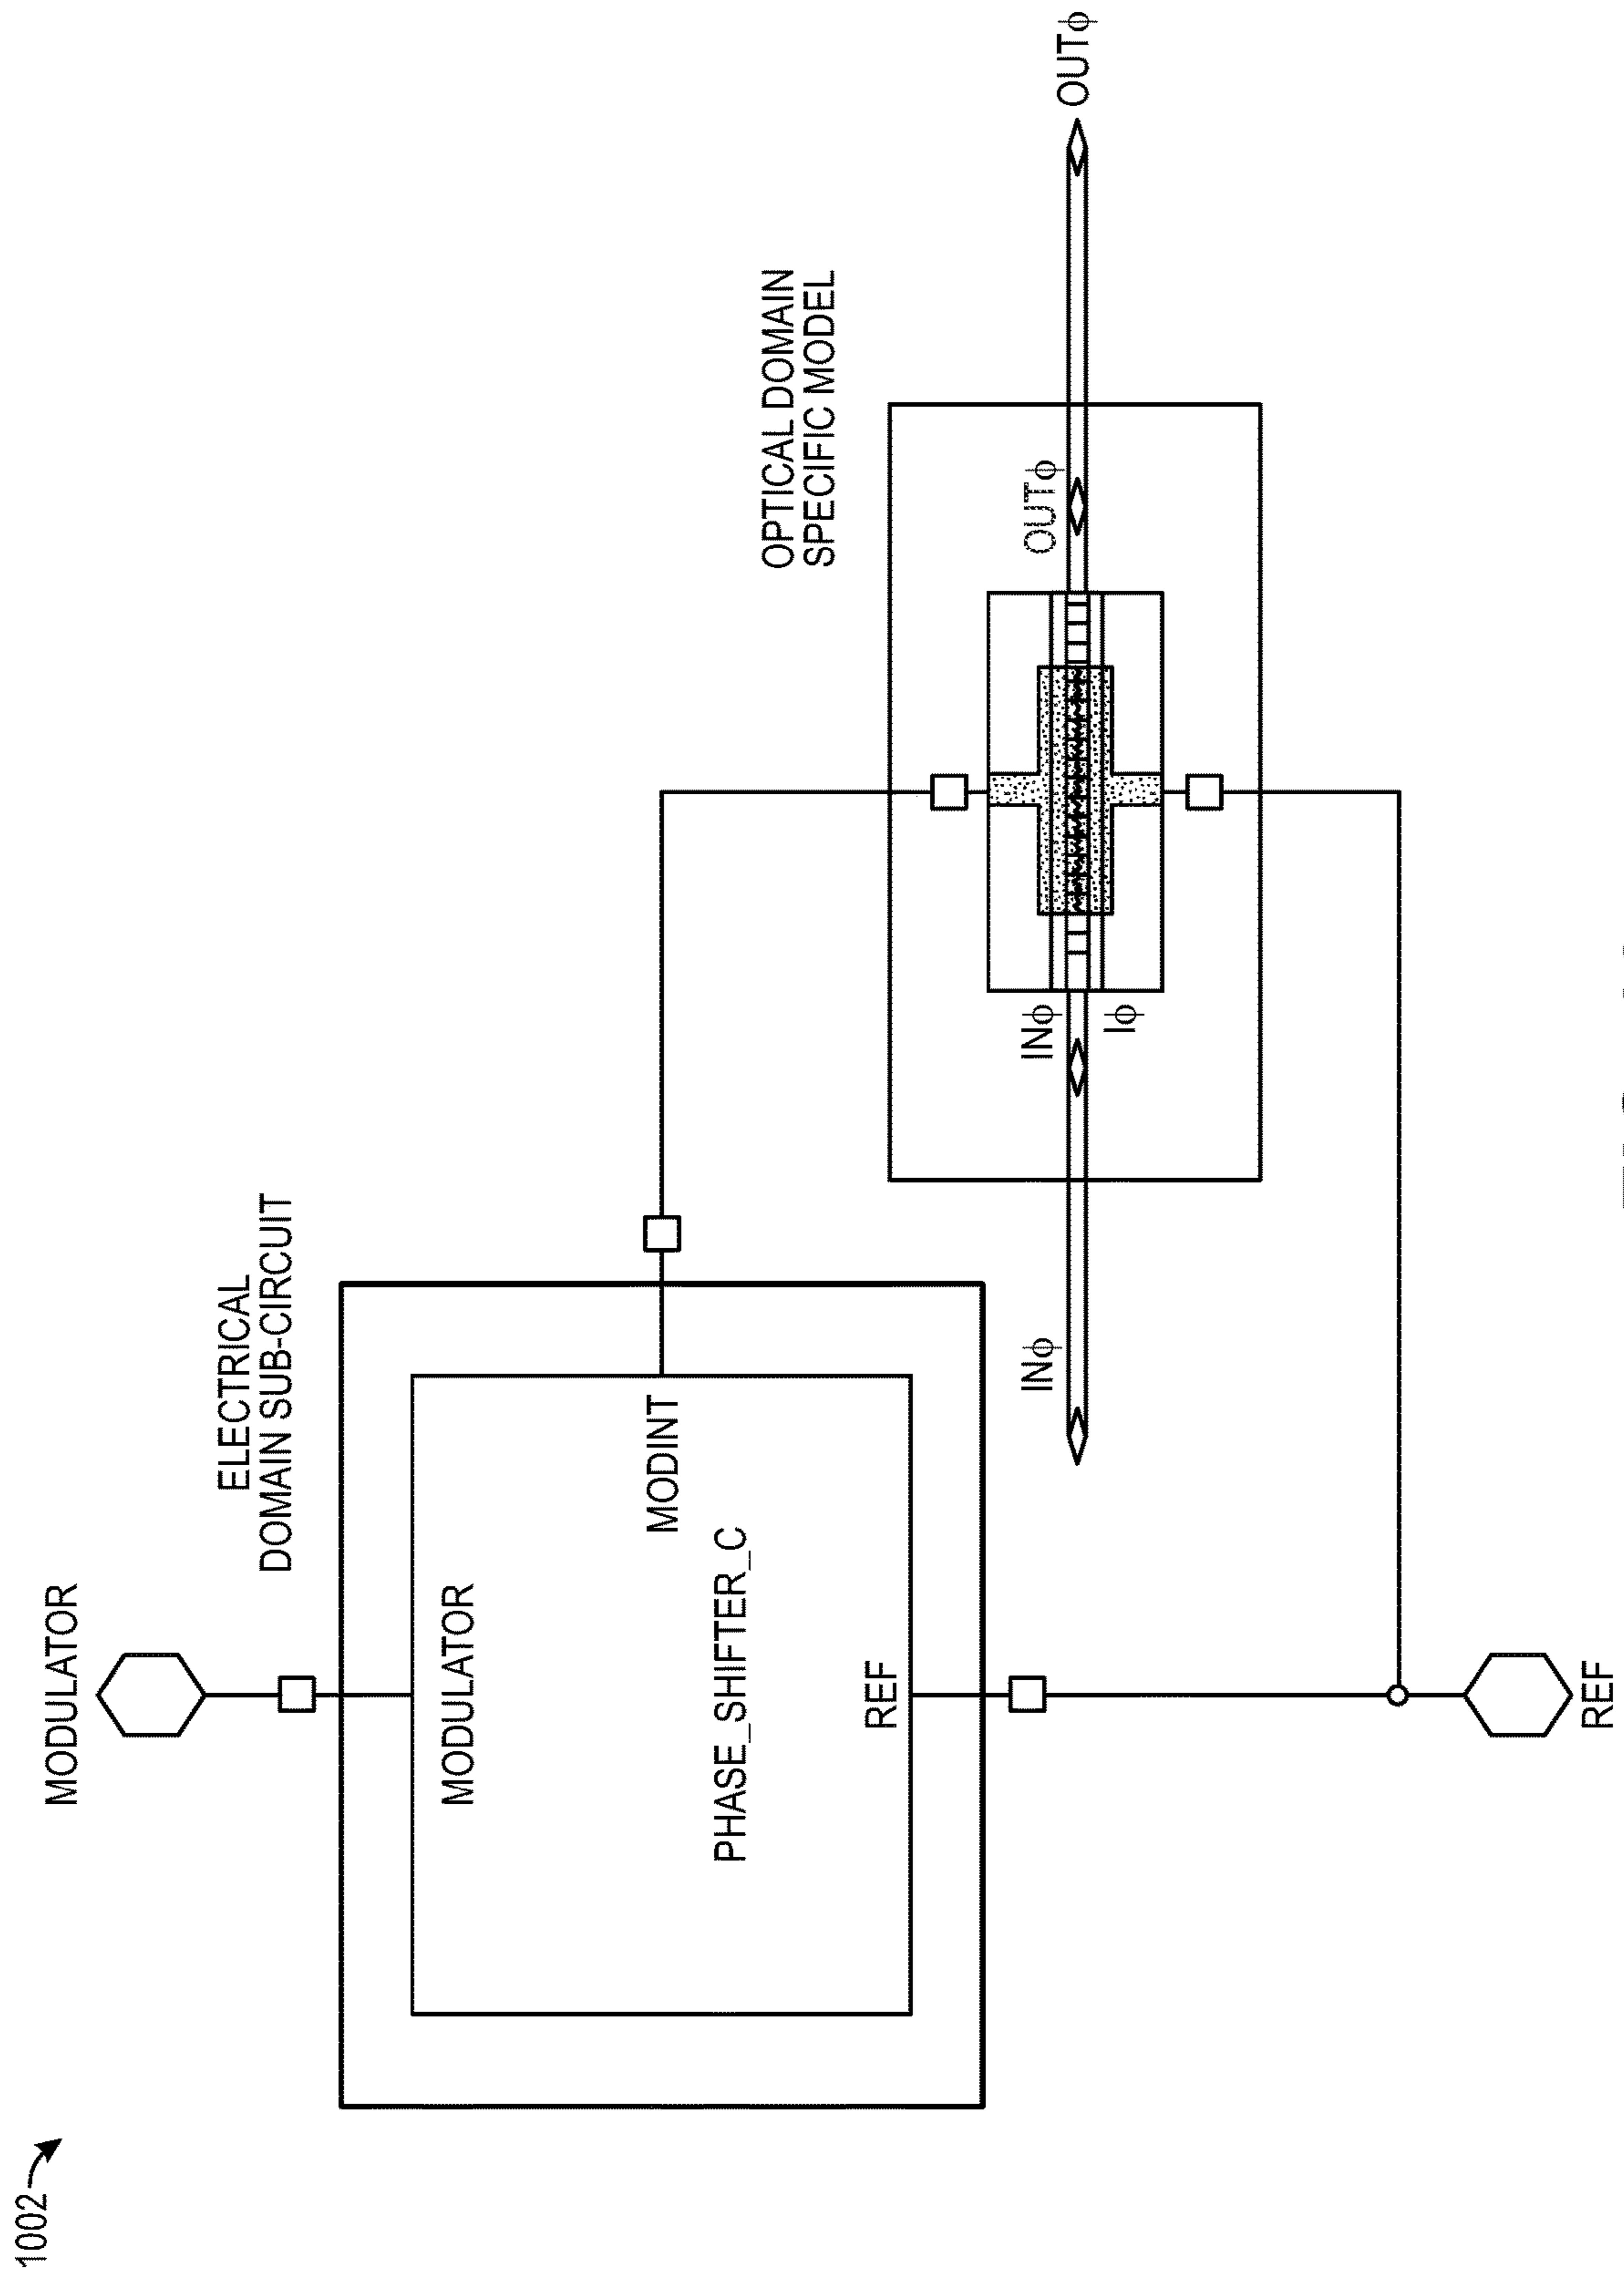 1002
MODULATOR
ELECTRICAL
DOMAIN SUB-CIRCUIT
MODULATOR
MODINT
PHASE_SHIFTER_C
REF
REF
OPTICAL DOMAIN
SPECIFIC MODEL
INϕ
INϕ
Iϕ
OUTϕ
OUTϕ